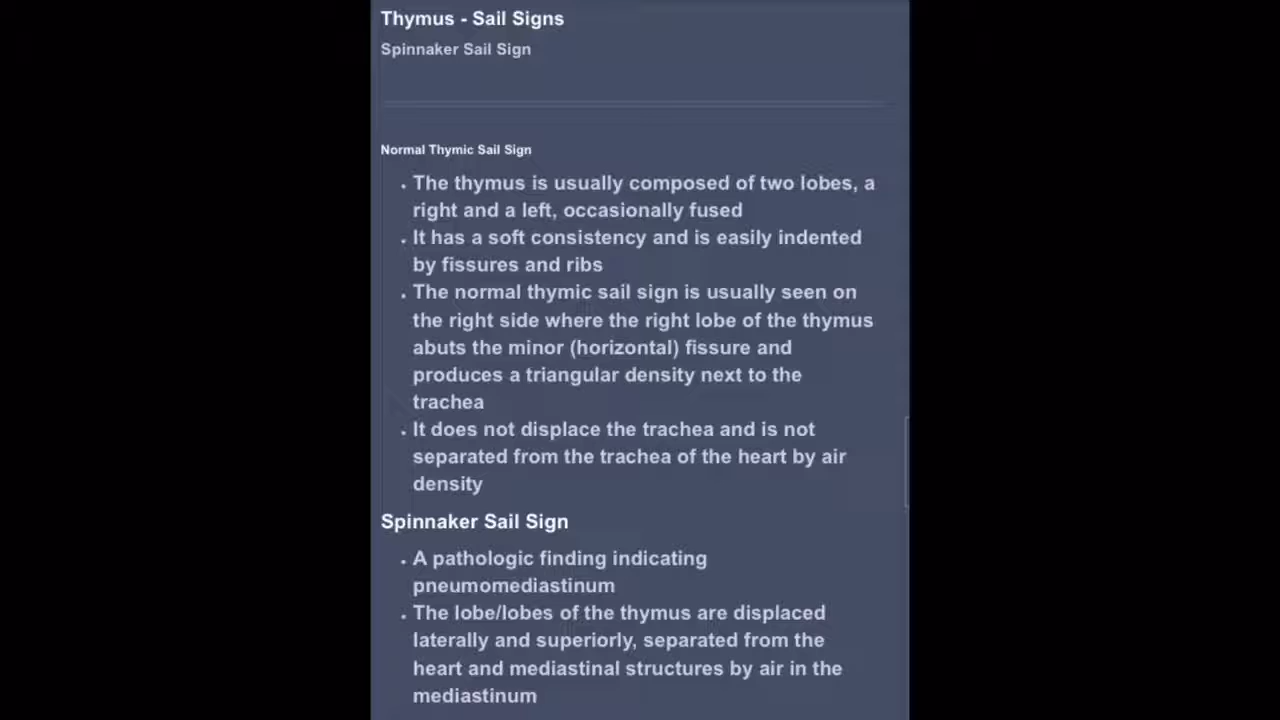 Thymus - Sail Signs
Spinnaker Sail Sign
Normal Thymic Sail Sign
• The thymus is usually composed of two lobes, a
right and a left, occasionally fused
• It has a soft consistency and is easily indented
by fissures and ribs
• The normal thymic sail sign is usually seen on
the right side where the right lobe of the thymus
abuts the minor (horizontal) fissure and
produces a triangular density next to the
trachea
• It does not displace the trachea and is not
separated from the trachea of the heart by air
density
Spinnaker Sail Sign
• A pathologic finding indicating
pneumomediastinum
• The lobe/lobes of the thymus are displaced
laterally and superiorly, separated from the
heart and mediastinal structures by air in the
mediastinum